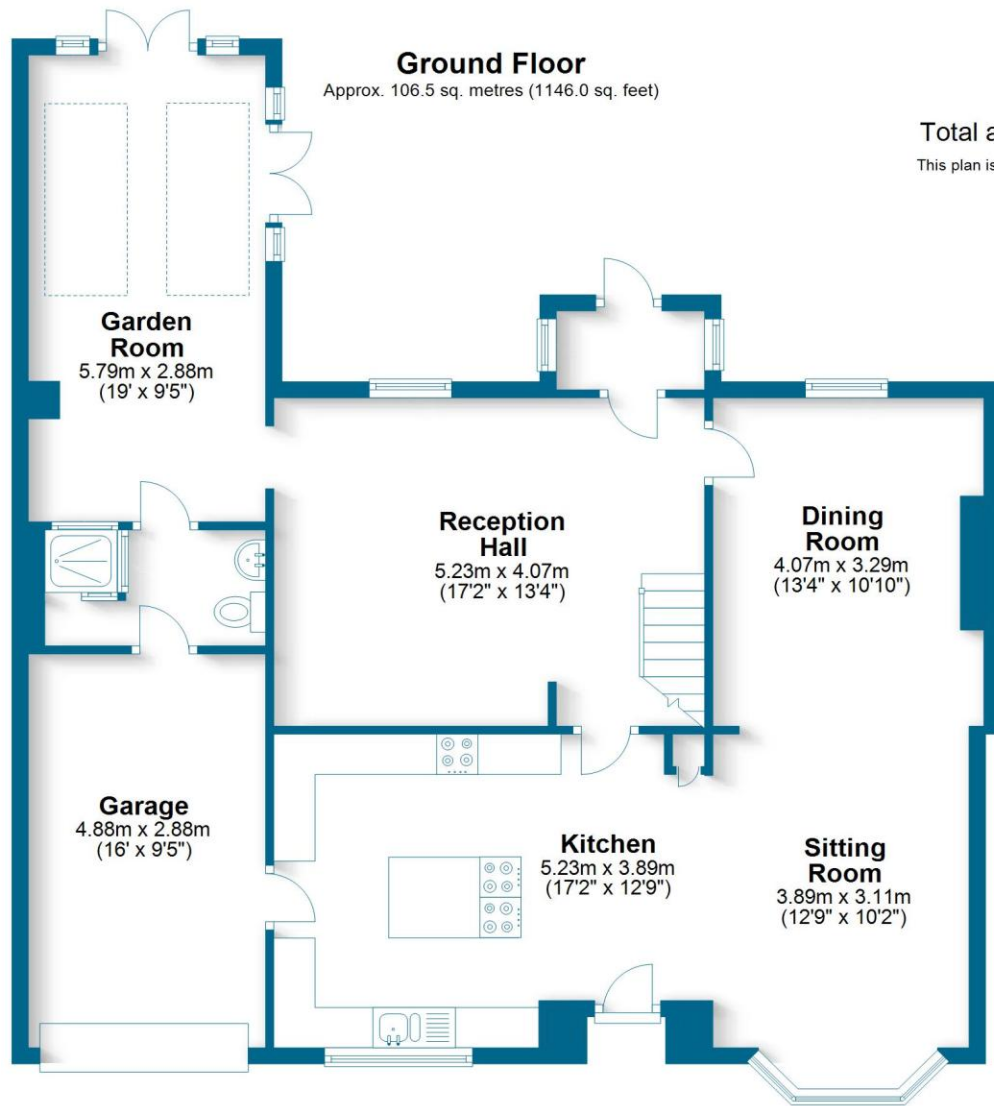 Ground Floor
Approx. 106.5 sq. metres (1146.0 sq. feet)
Total a
This plan is
Garden
Room
5.79m x 2.88m
(19' x 9'5")
Reception
Hall
5.23m x 4.07m
(17'2" x 13'4")
Dining
Room
4.07m x 3.29m
(13'4" x 10'10")
Garage
4.88m x 2.88m
(16' x 9'5")
Kitchen
5.23m x 3.89m
(17'2" x 12'9")
Sitting
Room
3.89m x 3.11m
(12'9" x 10'2")